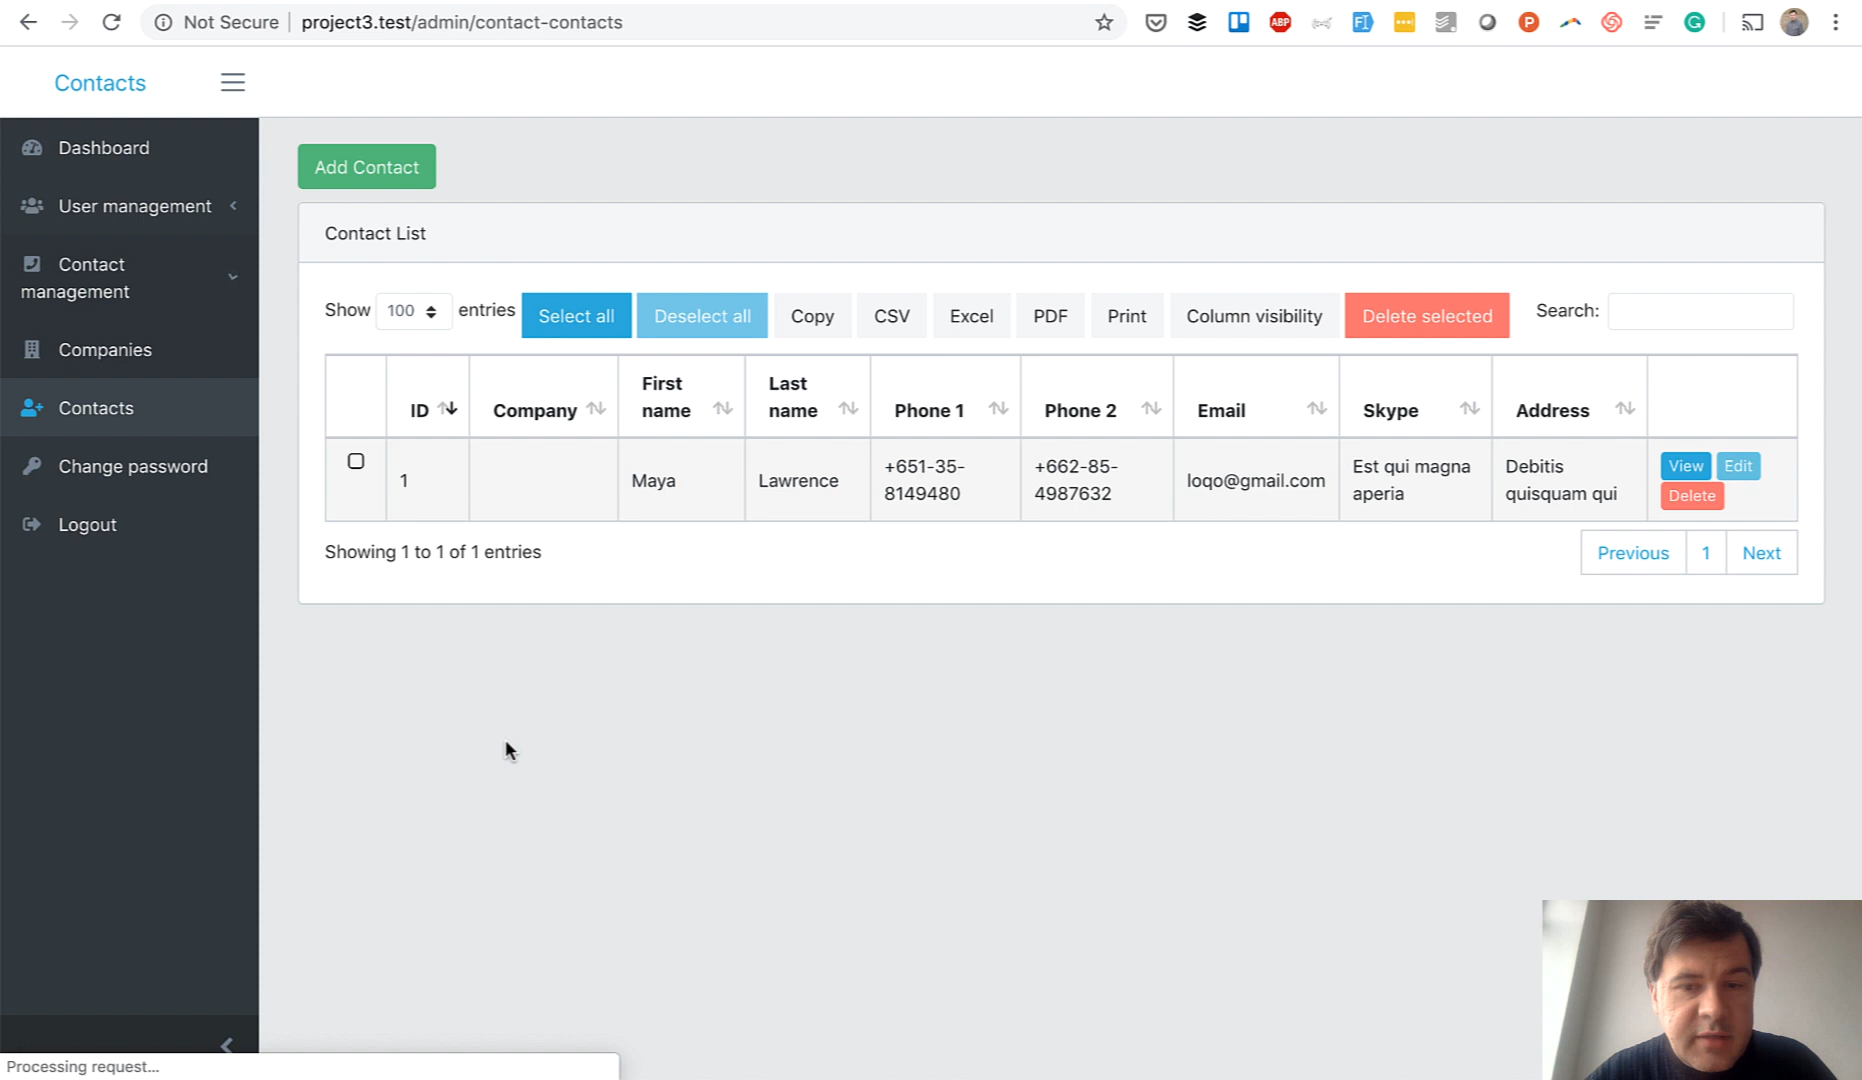 Not Secure project3.test/admin/contact-contacts
Contacts
Dashboard
User management
Contact
management
Companies
Contacts
Change password
Logout
Add Contact
Contact List
Show 100 entries Select all Deselect all Copy CSV Excel PDF Print Column visibility Delete selected Search:
ID Company First name Last name Phone 1 Phone 2 Email Skype Address
1 Maya Lawrence +651-35-8149480 +662-85-4987632 loqo@gmail.com Est qui magna aperia Debitis quisquam qui View Edit Delete
Showing 1 to 1 of 1 entries Previous 1 Next
Processing request...